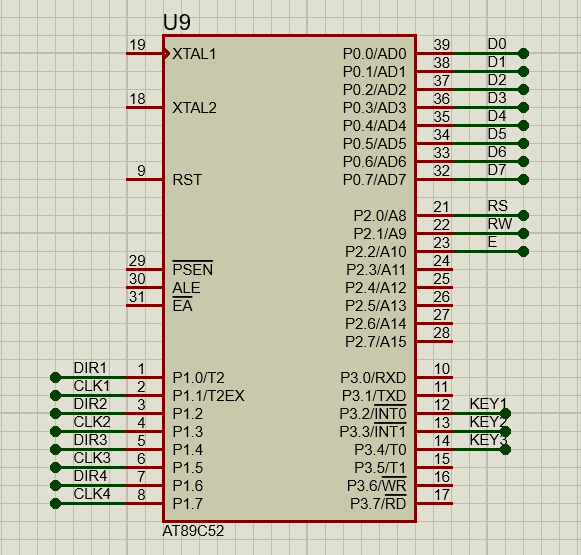 U9
19 XTAL1 P0.0/AD0 39 D0
P0.1/AD1 38 D1
P0.2/AD2 37 D2
18 XTAL2 P0.3/AD3 36 D3
P0.4/AD4 35 D4
P0.5/AD5 34 D5
P0.6/AD6 33 D6
9 RST P0.7/AD7 32 D7
P2.0/A8 21 RS
P2.1/A9 22 RW
P2.2/A10 23 E
29 PSEN P2.3/A11 24
30 ALE P2.4/A12 25
31 EA P2.5/A13 26
P2.6/A14 27
P2.7/A15 28
DIR1 1 P1.0/T2 P3.0/RXD 10
CLK1 2 P1.1/T2EX P3.1/TXD 11
DIR2 3 P1.2 P3.2/INT0 12 KEY1
CLK2 4 P1.3 P3.3/INT1 13 KEY2
DIR3 5 P1.4 P3.4/T0 14 KEY3
CLK3 6 P1.5 P3.5/T1 15
DIR4 7 P1.6 P3.6/WR 16
CLK4 8 P1.7 P3.7/RD 17
AT89C52